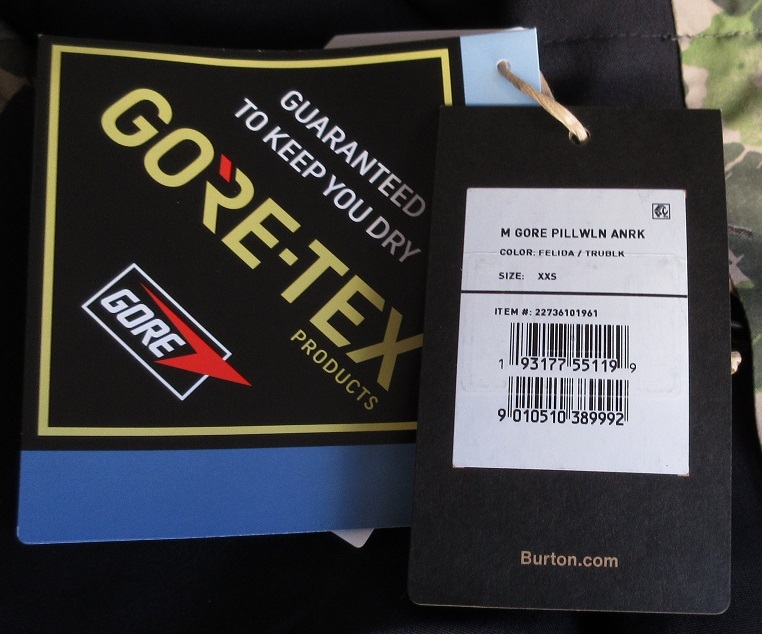 GUARANTEED
TO KEEP YOU DRY
GORE-TEX
PRODUCTS
GORE
M GORE PILLWLN ANRK
COLOR: FELIDA / TRUBLK
SIZE: XXS
ITEM #: 22736101961
1 93177 55119 9
9 010510 389992
Burton.com